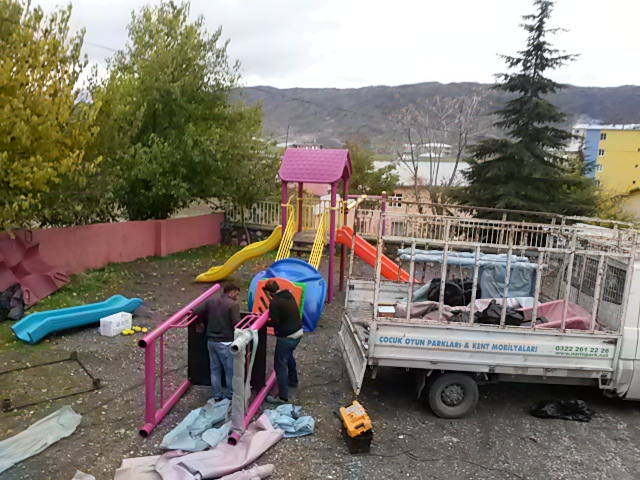 ÇOCUK OYUN PARKLARI & KENT MOBİLYALARI
0322 261 22 26